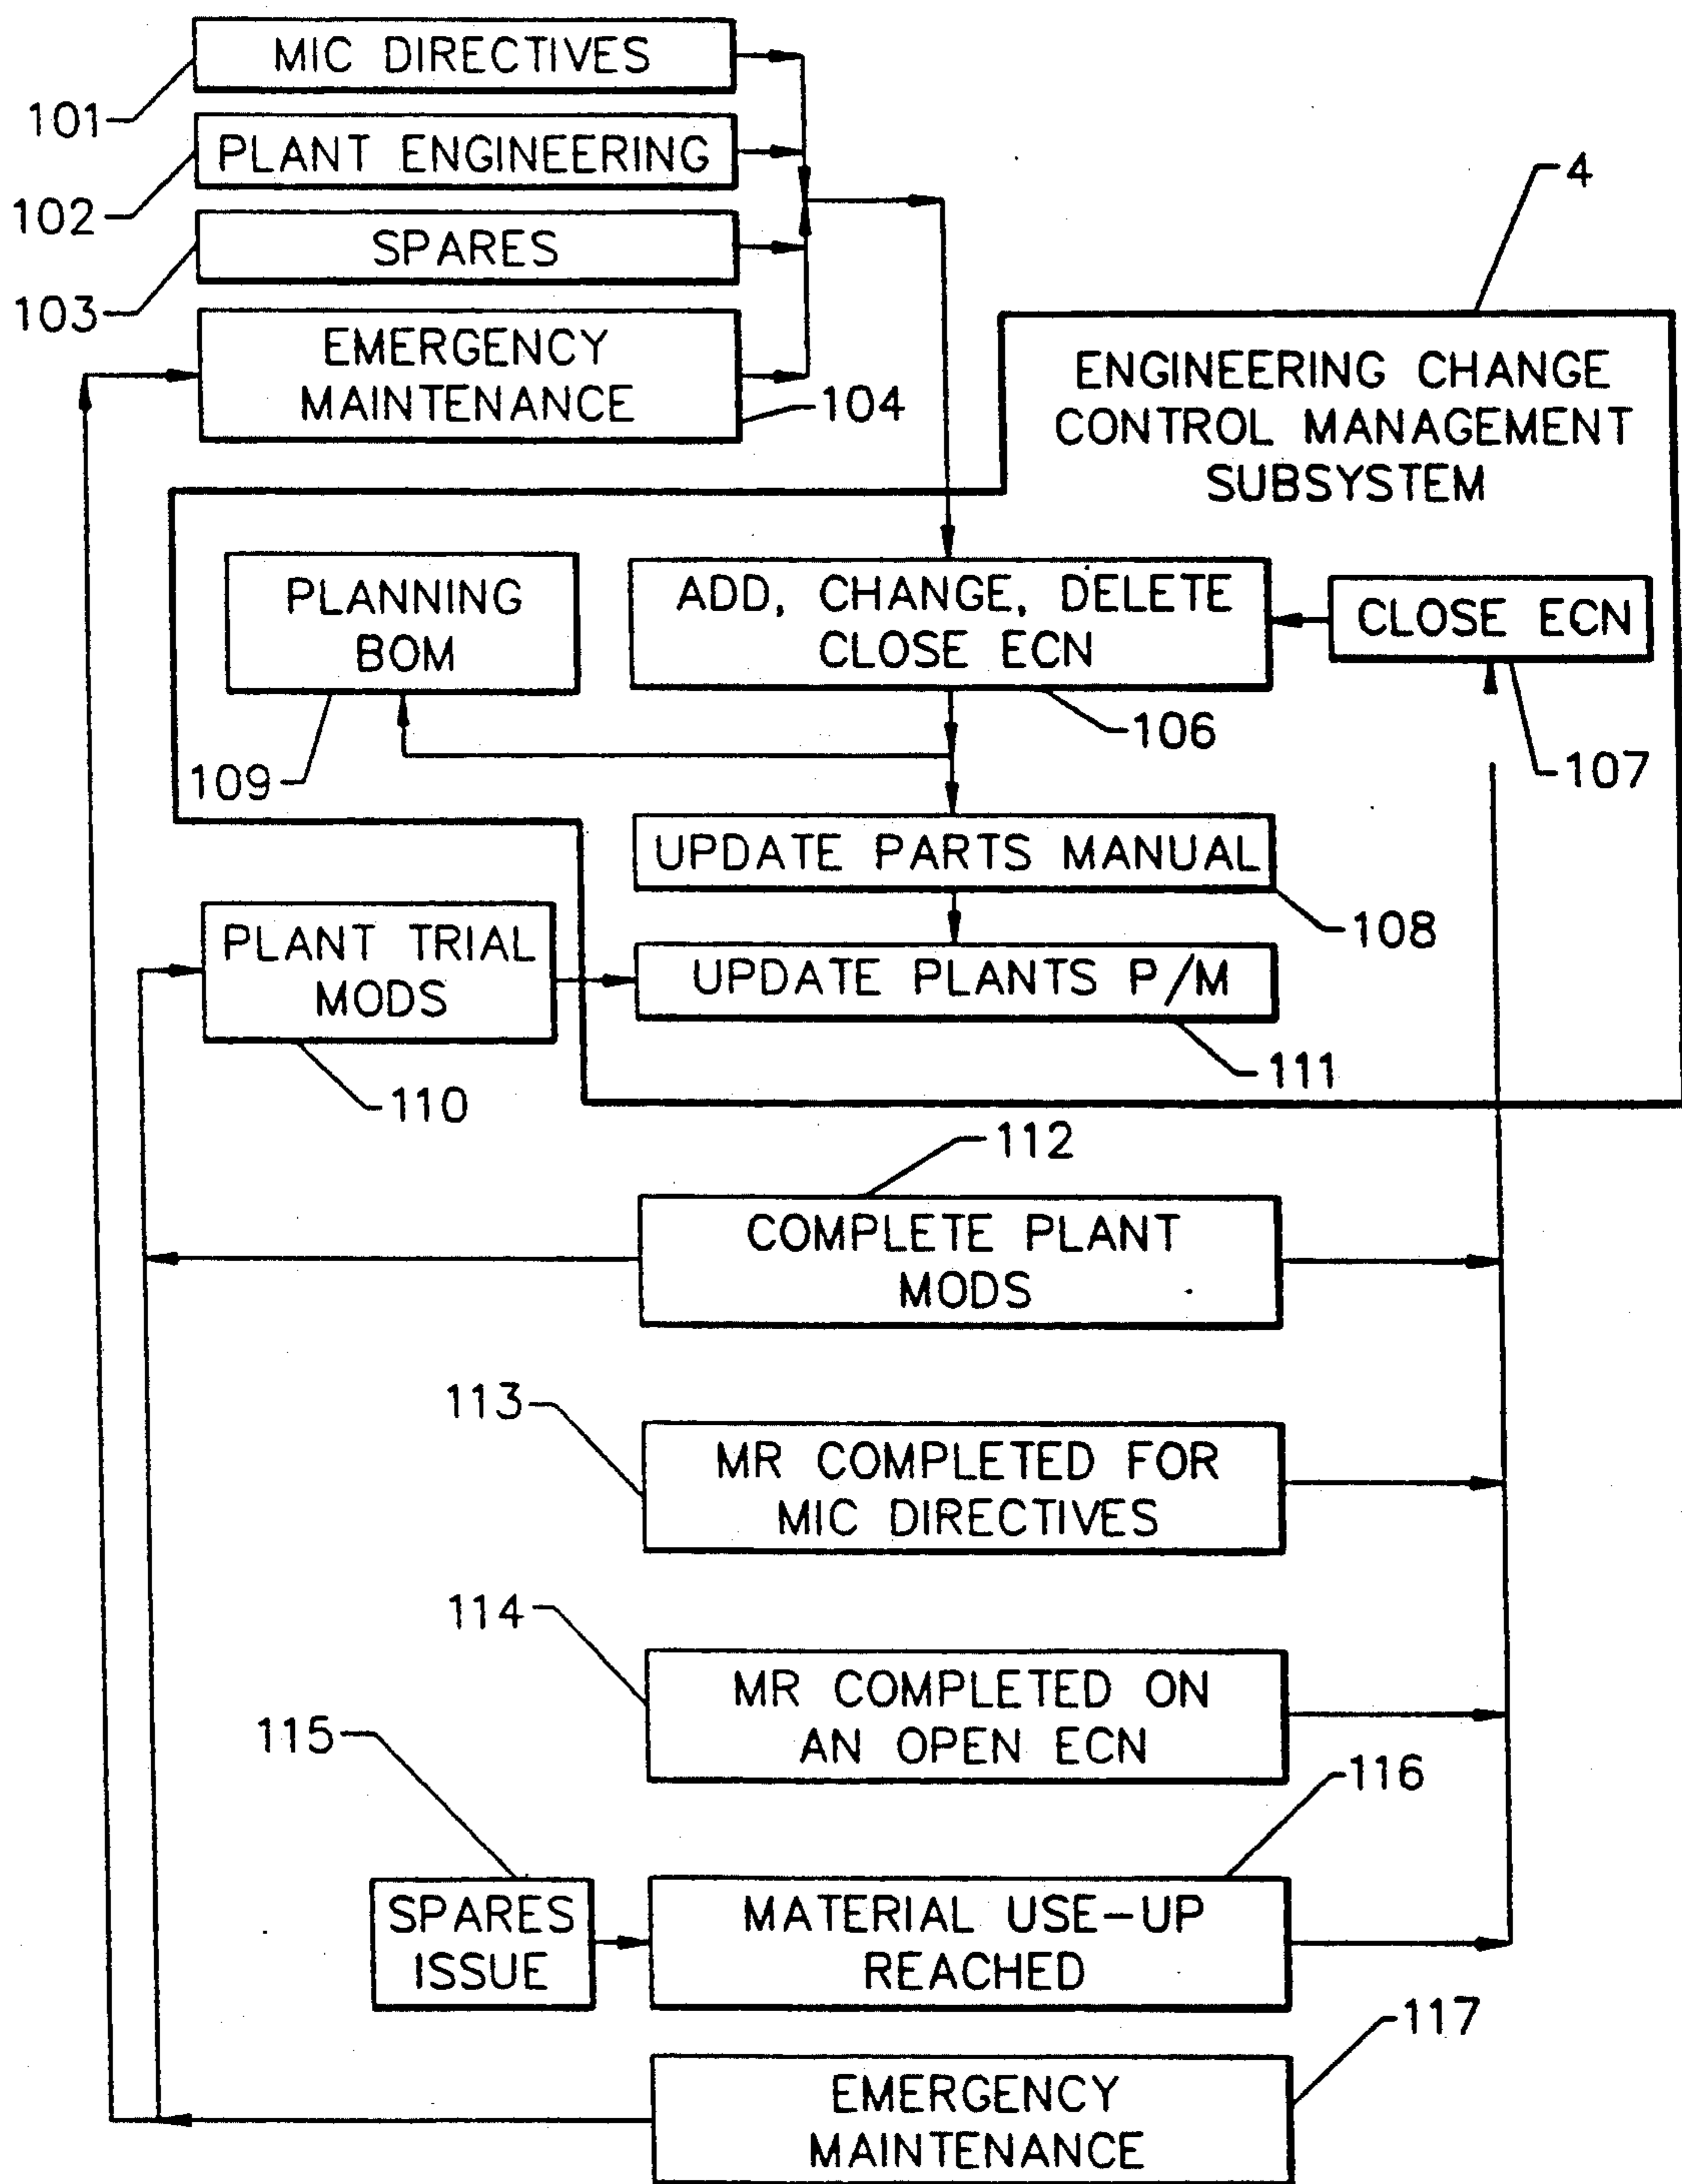 MIC DIRECTIVES
101
PLANT ENGINEERING
102
SPARES
103
EMERGENCY
MAINTENANCE
104
4
ENGINEERING CHANGE
CONTROL MANAGEMENT
SUBSYSTEM
PLANNING
BOM
109
ADD, CHANGE, DELETE
CLOSE ECN
106
CLOSE ECN
107
UPDATE PARTS MANUAL
108
PLANT TRIAL
MODS
110
UPDATE PLANTS P/M
111
112
COMPLETE PLANT
MODS
113
MR COMPLETED FOR
MIC DIRECTIVES
114
MR COMPLETED ON
AN OPEN ECN
115
SPARES
ISSUE
116
MATERIAL USE-UP
REACHED
117
EMERGENCY
MAINTENANCE